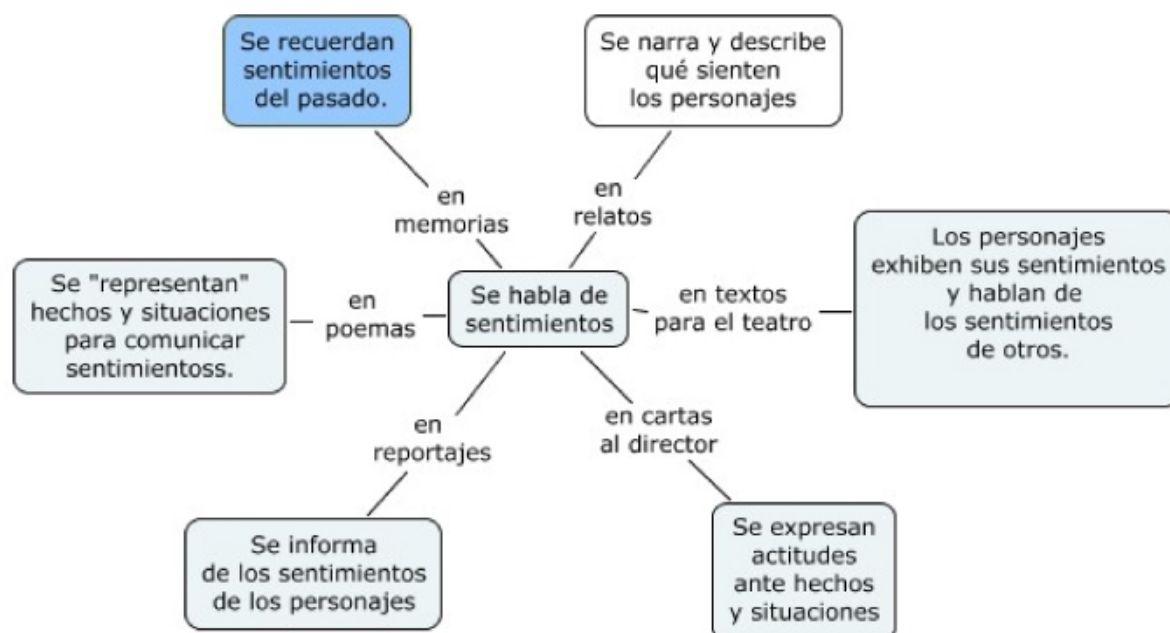 Se recuerdan
sentimientos
del pasado.
Se narra y describe
qué sienten
los personajes
en
memorias
en
relatos
Los personajes
exhiben sus sentimientos
y hablan de
los sentimientos
de otros.
Se "representan"
hechos y situaciones
para comunicar
sentimientoss.
en
poemas
Se habla de
sentimientos
en textos
para el teatro
en
reportajes
en cartas
al director
Se informa
de los sentimientos
de los personajes
Se expresan
actitudes
ante hechos
y situaciones